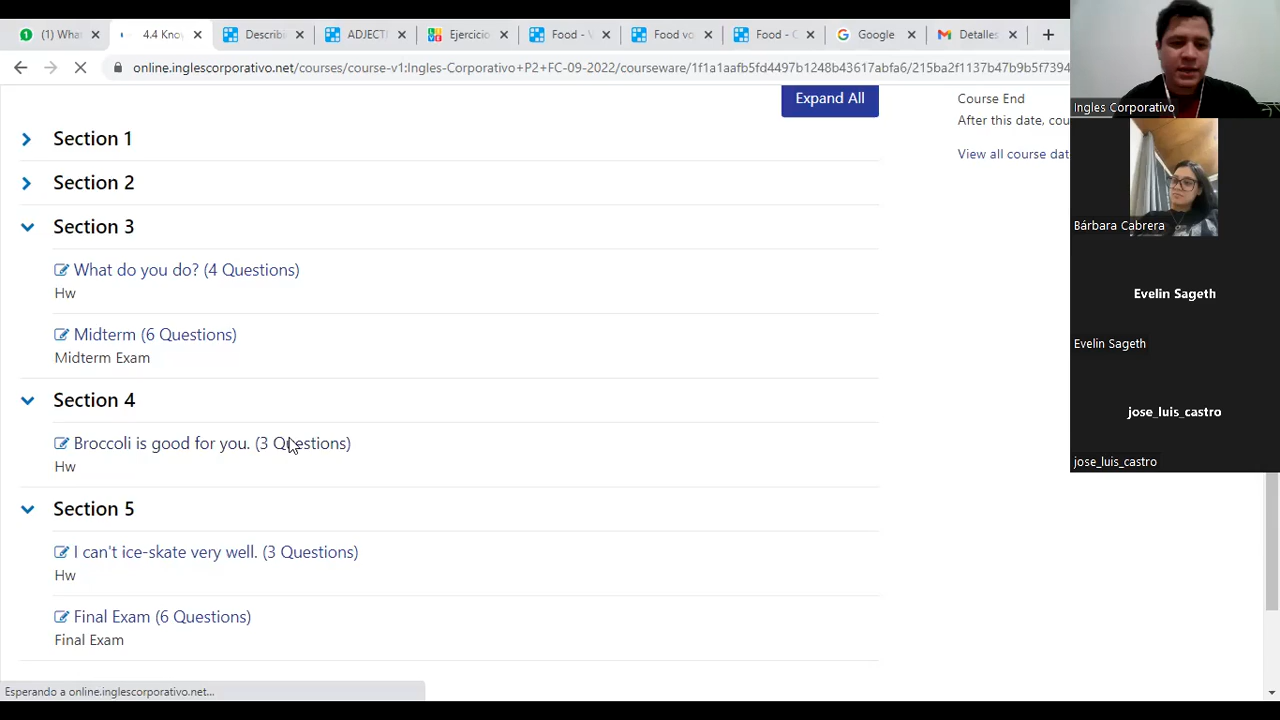 (1) Wha
4.4 Kno
Describ
ADJECTI
Ejercici
Food - V
Food vo
Food - C
Google
Detalles
online.inglescorporativo.net/courses/course-v1:Ingles-Corporativo+P2+FC-09-2022/courseware/1f1a1aafb5fd4497b1248b43617abfa6/215ba2f1137b47b9b5f7394
Expand All
Course End
After this date, cou
View all course dat
Section 1
Section 2
Section 3
What do you do? (4 Questions)
Hw
Midterm (6 Questions)
Midterm Exam
Section 4
Broccoli is good for you. (3 Questions)
Hw
Section 5
I can't ice-skate very well. (3 Questions)
Hw
Final Exam (6 Questions)
Final Exam
Esperando a online.inglescorporativo.net...
Ingles Corporativo
Bárbara Cabrera
Evelin Sageth
Evelin Sageth
jose_luis_castro
jose_luis_castro